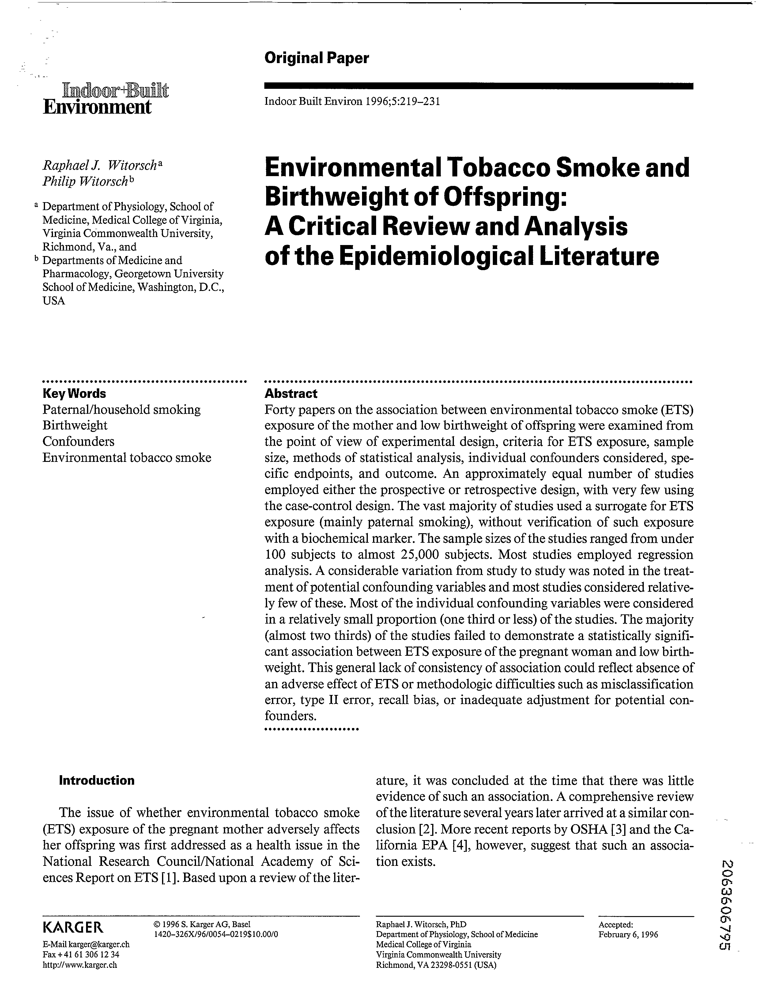 Original Paper
Indoor+Built
Environment
Indoor Built Environ 1996;5:219–231
Raphael J. Witorsch a
Philip Witorsch b
a Department of Physiology, School of
Medicine, Medical College of Virginia,
Virginia Commonwealth University,
Richmond, Va., and
b Departments of Medicine and
Pharmacology, Georgetown University
School of Medicine, Washington, D.C.,
USA
Environmental Tobacco Smoke and
Birthweight of Offspring:
A Critical Review and Analysis
of the Epidemiological Literature
Key Words
Paternal/household smoking
Birthweight
Confounders
Environmental tobacco smoke
Abstract
Forty papers on the association between environmental tobacco smoke (ETS)
exposure of the mother and low birthweight of offspring were examined from
the point of view of experimental design, criteria for ETS exposure, sample
size, methods of statistical analysis, individual confounders considered, spe-
cific endpoints, and outcome. An approximately equal number of studies
employed either the prospective or retrospective design, with very few using
the case-control design. The vast majority of studies used a surrogate for ETS
exposure (mainly paternal smoking), without verification of such exposure
with a biochemical marker. The sample sizes of the studies ranged from under
100 subjects to almost 25,000 subjects. Most studies employed regression
analysis. A considerable variation from study to study was noted in the treat-
ment of potential confounding variables and most studies considered relative-
ly few of these. Most of the individual confounding variables were considered
in a relatively small proportion (one third or less) of the studies. The majority
(almost two thirds) of the studies failed to demonstrate a statistically signifi-
cant association between ETS exposure of the pregnant woman and low birth-
weight. This general lack of consistency of association could reflect absence of
an adverse effect of ETS or methodologic difficulties such as misclassification
error, type II error, recall bias, or inadequate adjustment for potential con-
founders.
Introduction
The issue of whether environmental tobacco smoke
(ETS) exposure of the pregnant mother adversely affects
her offspring was first addressed as a health issue in the
National Research Council/National Academy of Sci-
ences Report on ETS [1]. Based upon a review of the liter-
ature, it was concluded at the time that there was little
evidence of such an association. A comprehensive review
of the literature several years later arrived at a similar con-
clusion [2]. More recent reports by OSHA [3] and the Ca-
lifornia EPA [4], however, suggest that such an associa-
tion exists.
KARGER
E-Mail karger@karger.ch
Fax + 41 61 306 12 34
http://www.karger.ch
© 1996 S. Karger AG, Basel
1420–326X/96/0054–0219$10.00/0
Raphael J. Witorsch, PhD
Department of Physiology, School of Medicine
Medical College of Virginia
Virginia Commonwealth University
Richmond, VA 23298-0551 (USA)
Accepted:
February 6, 1996
2063606795